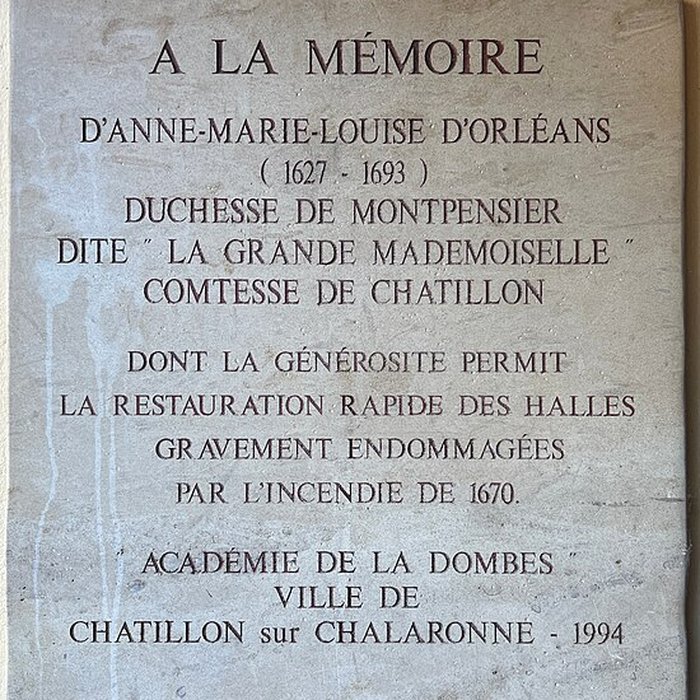 A LA MÉMOIRE
D'ANNE-MARIE-LOUISE D'ORLÉANS
( 1627 - 1693 )
DUCHESSE DE MONTPENSIER
DITE " LA GRANDE MADEMOISELLE "
COMTESSE DE CHATILLON
DONT LA GÉNÉROSITE PERMIT
LA RESTAURATION RAPIDE DES HALLES
GRAVEMENT ENDOMMAGÉES
PAR L'INCENDIE DE 1670.
ACADÉMIE DE LA DOMBES "
VILLE DE
CHATILLON sur CHALARONNE - 1994